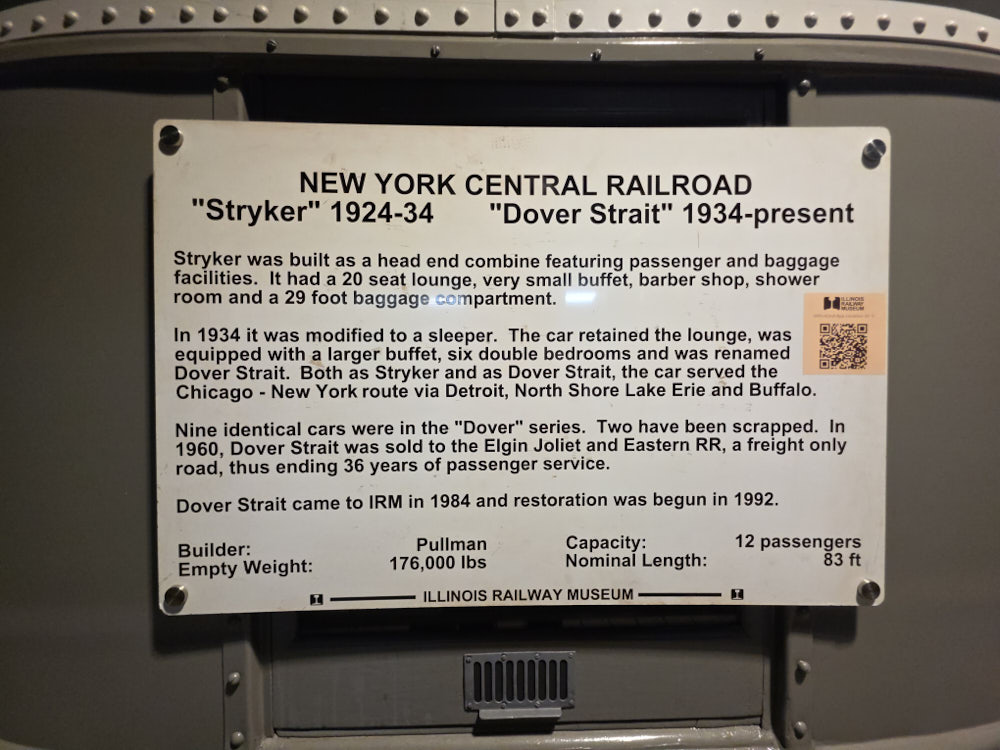 NEW YORK CENTRAL RAILROAD
"Stryker" 1924-34 "Dover Strait" 1934-present
Stryker was built as a head end combine featuring passenger and baggage
facilities. It had a 20 seat lounge, very small buffet, barber shop, shower
room and a 29 foot baggage compartment.
ILLINOIS
RAILWAY
MUSEUM
In 1934 it was modified to a sleeper. The car retained the lounge, was
equipped with a larger buffet, six double bedrooms and was renamed
Dover Strait. Both as Stryker and as Dover Strait, the car served the
Chicago - New York route via Detroit, North Shore Lake Erie and Buffalo.
Nine identical cars were in the "Dover" series. Two have been scrapped. In
1960, Dover Strait was sold to the Elgin Joliet and Eastern RR, a freight only
road, thus ending 36 years of passenger service.
Dover Strait came to IRM in 1984 and restoration was begun in 1992.
Builder: Pullman Capacity: 12 passengers
Empty Weight: 176,000 lbs Nominal Length: 83 ft
ILLINOIS RAILWAY MUSEUM